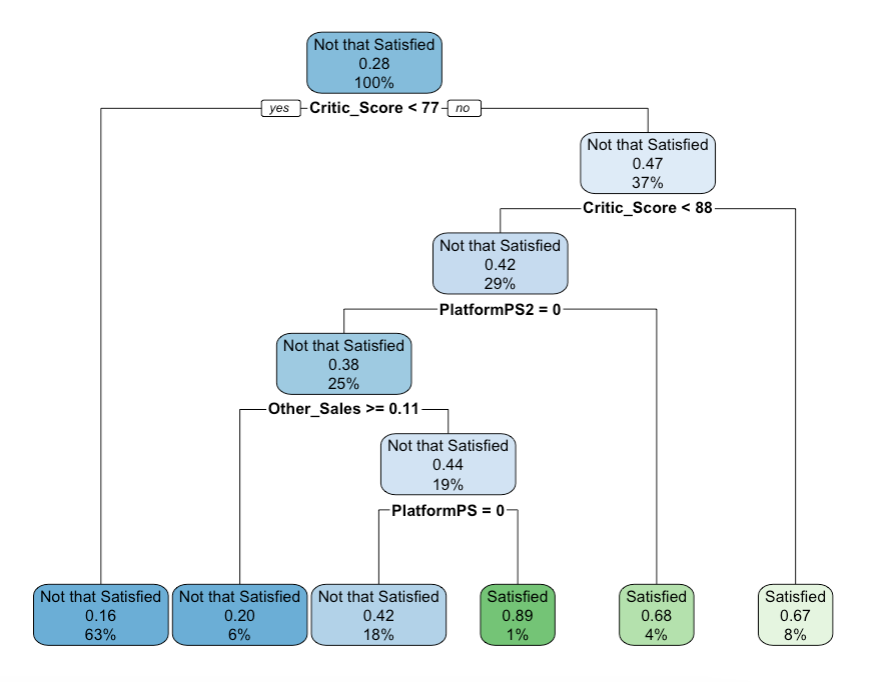 Not that Satisfied
0.28
100%
yes Critic_Score < 77 no
Not that Satisfied
0.47
37%
Critic_Score < 88
Not that Satisfied
0.42
29%
PlatformPS2 = 0
Not that Satisfied
0.38
25%
Other_Sales >= 0.11
Not that Satisfied
0.44
19%
PlatformPS = 0
Not that Satisfied
0.16
63%
Not that Satisfied
0.20
6%
Not that Satisfied
0.42
18%
Satisfied
0.89
1%
Satisfied
0.68
4%
Satisfied
0.67
8%